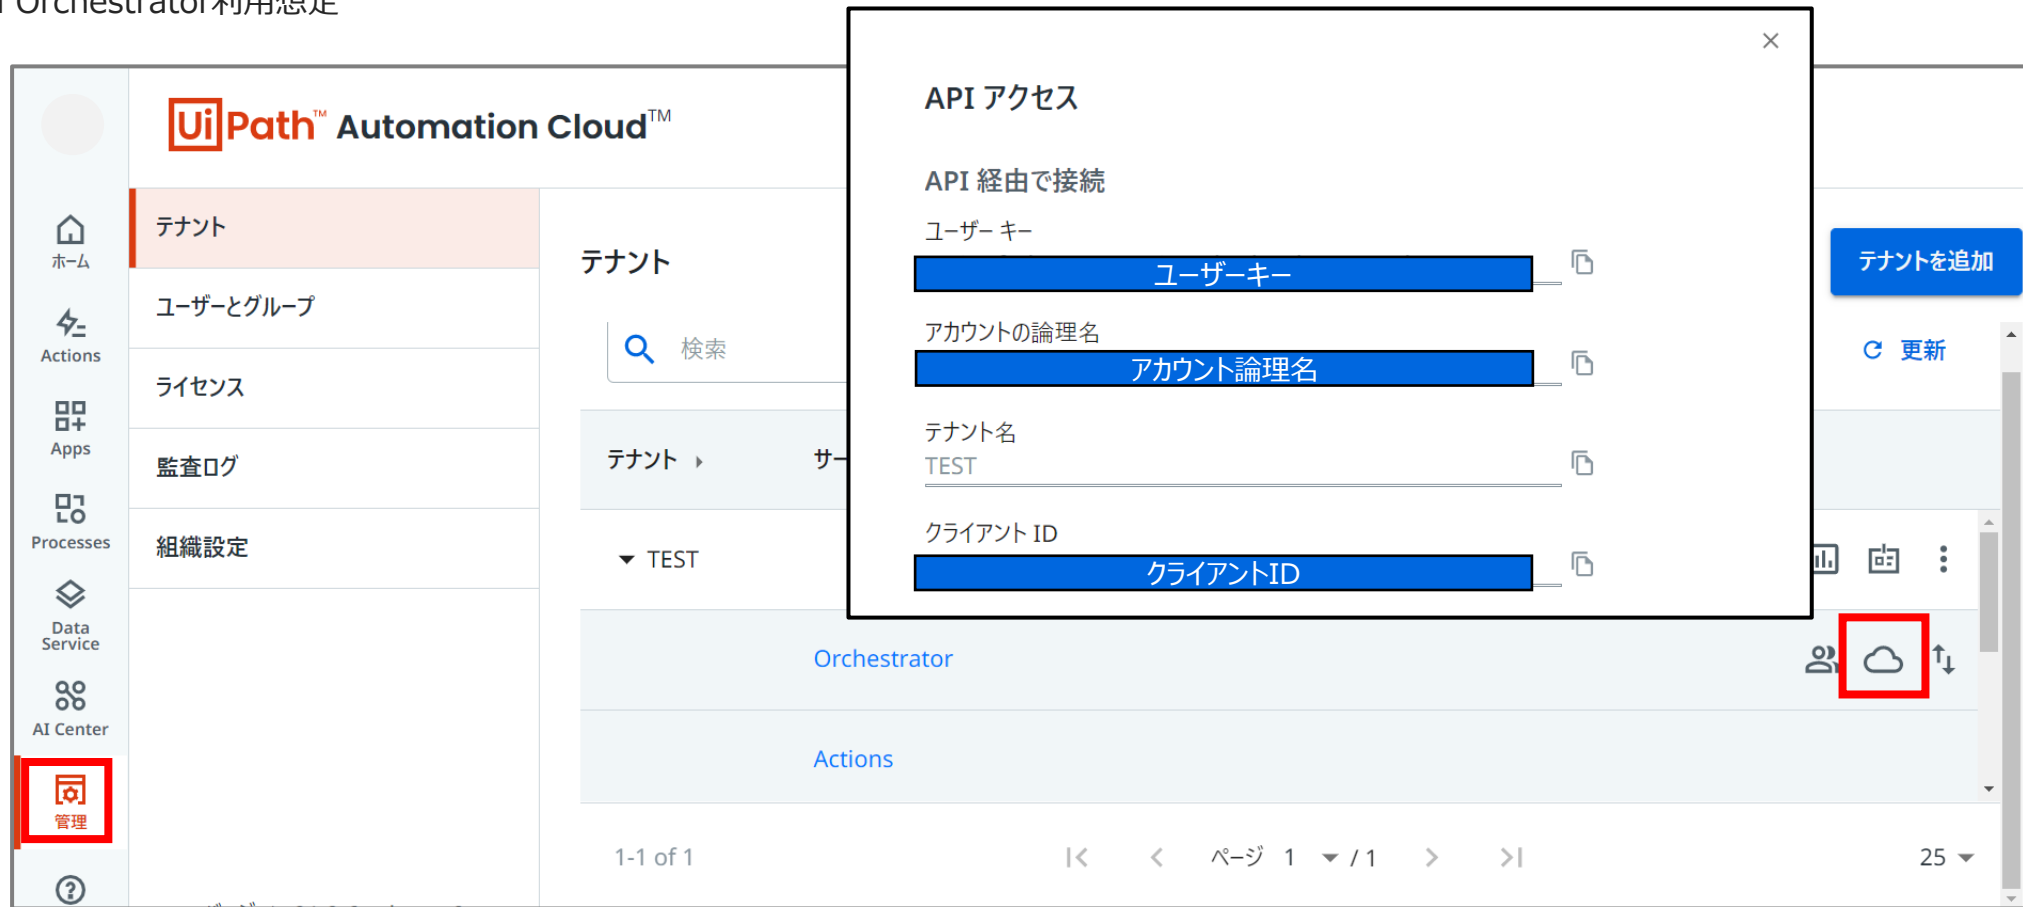 Orchestrator利用想定
UiPath™ Automation Cloud™
ホーム
Actions
Apps
Processes
Data
Service
AI Center
管理
テナント
ユーザーとグループ
ライセンス
監査ログ
組織設定
テナント
検索
テナント
サー
TEST
Orchestrator
Actions
1-1 of 1
ページ 1 / 1
25
テナントを追加
更新
API アクセス
API 経由で接続
ユーザー キー
ユーザーキー
アカウントの論理名
アカウント論理名
テナント名
TEST
クライアント ID
クライアントID